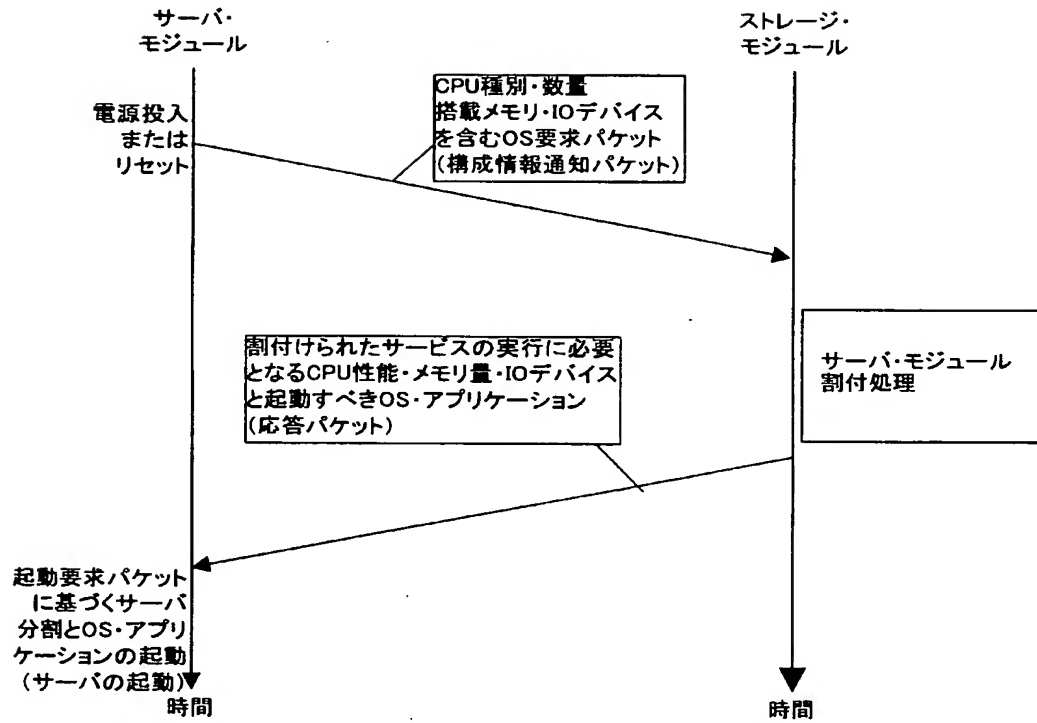 サーバ・
モジュール
ストレージ・
モジュール
電源投入
または
リセット
CPU種別・数量
搭載メモリ・IOデバイス
を含むOS要求パケット
(構成情報通知パケット)
サーバ・モジュール
割付処理
割付けられたサービスの実行に必要
となるCPU性能・メモリ量・IOデバイス
と起動すべきOS・アプリケーション
(応答パケット)
起動要求パケット
に基づくサーバ
分割とOS・アプリ
ケーションの起動
(サーバの起動)
時間
時間